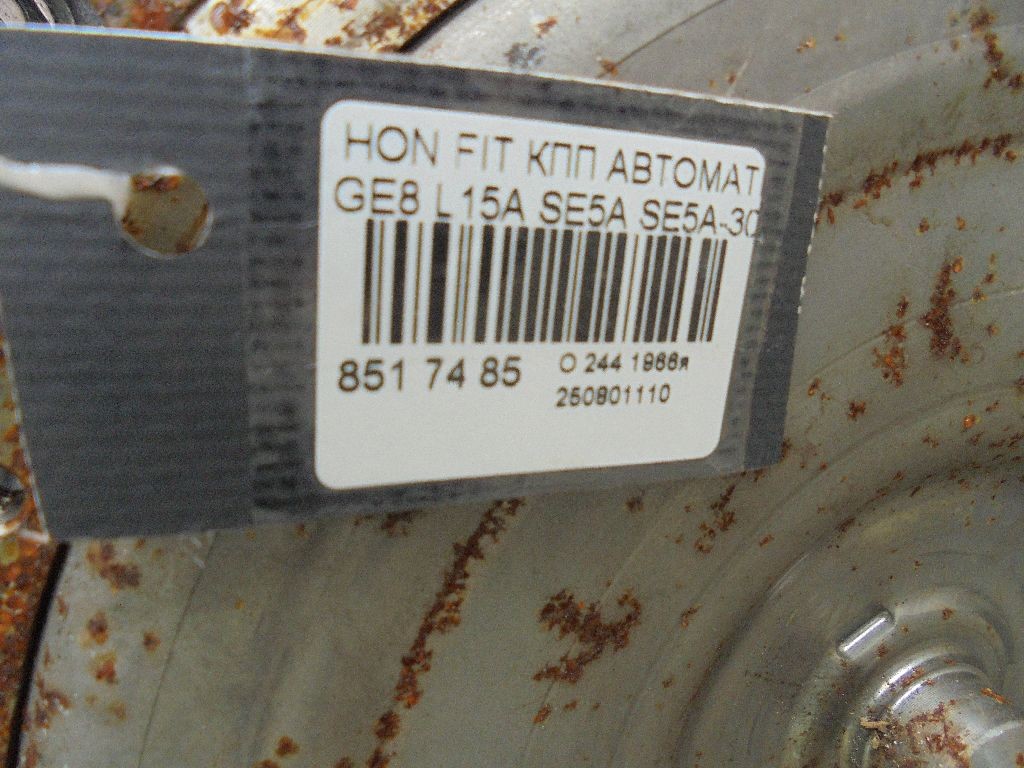 HON FIT КПП АВТОМАТ
GE8 L15A SE5A SE5A-30
851 74 85
О 244 1966я
250801110